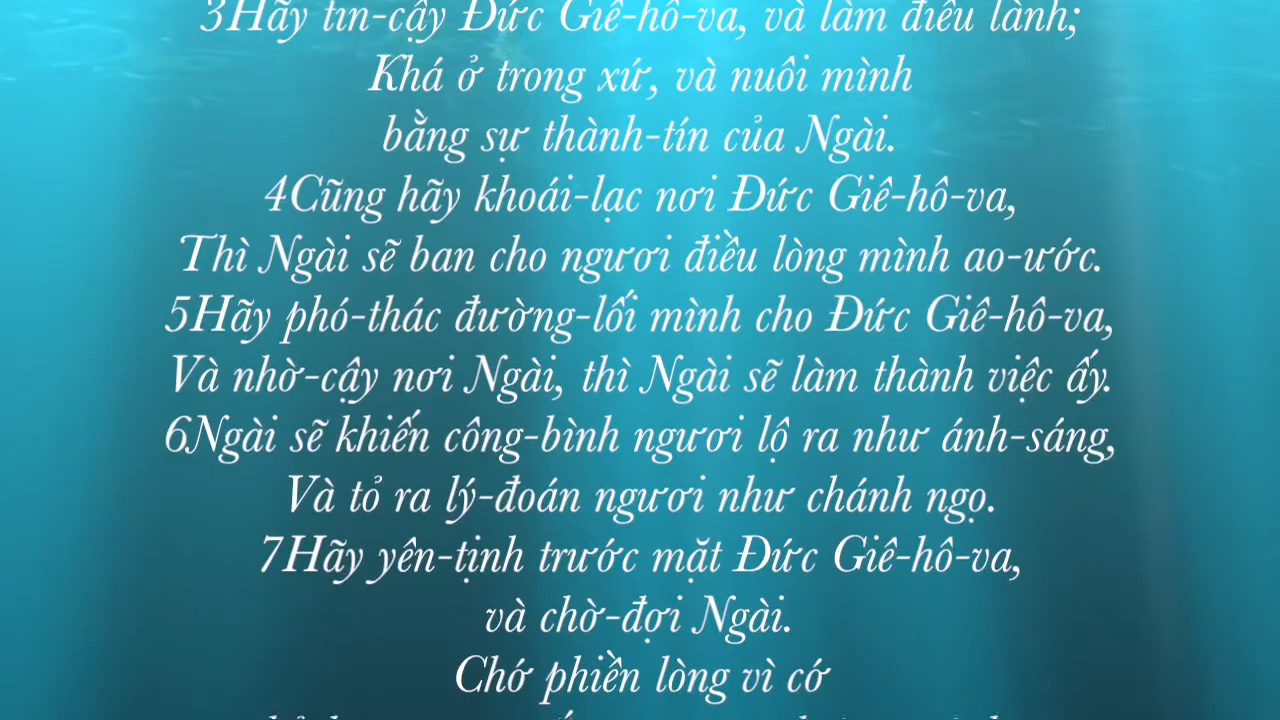 3Hãy tin-cậy Đức Giê-hô-va, và làm điều lành;
Khá ở trong xứ, và nuôi mình
bằng sự thành-tín của Ngài.
4Cũng hãy khoái-lạc nơi Đức Giê-hô-va,
Thì Ngài sẽ ban cho ngươi điều lòng mình ao-ước.
5Hãy phó-thác đường-lối mình cho Đức Giê-hô-va,
Và nhờ-cậy nơi Ngài, thì Ngài sẽ làm thành việc ấy.
6Ngài sẽ khiến công-bình ngươi lộ ra như ánh-sáng,
Và tỏ ra lý-đoán ngươi như chánh ngọ.
7Hãy yên-tịnh trước mặt Đức Giê-hô-va,
và chờ-đợi Ngài.
Chớ phiền lòng vì cớ